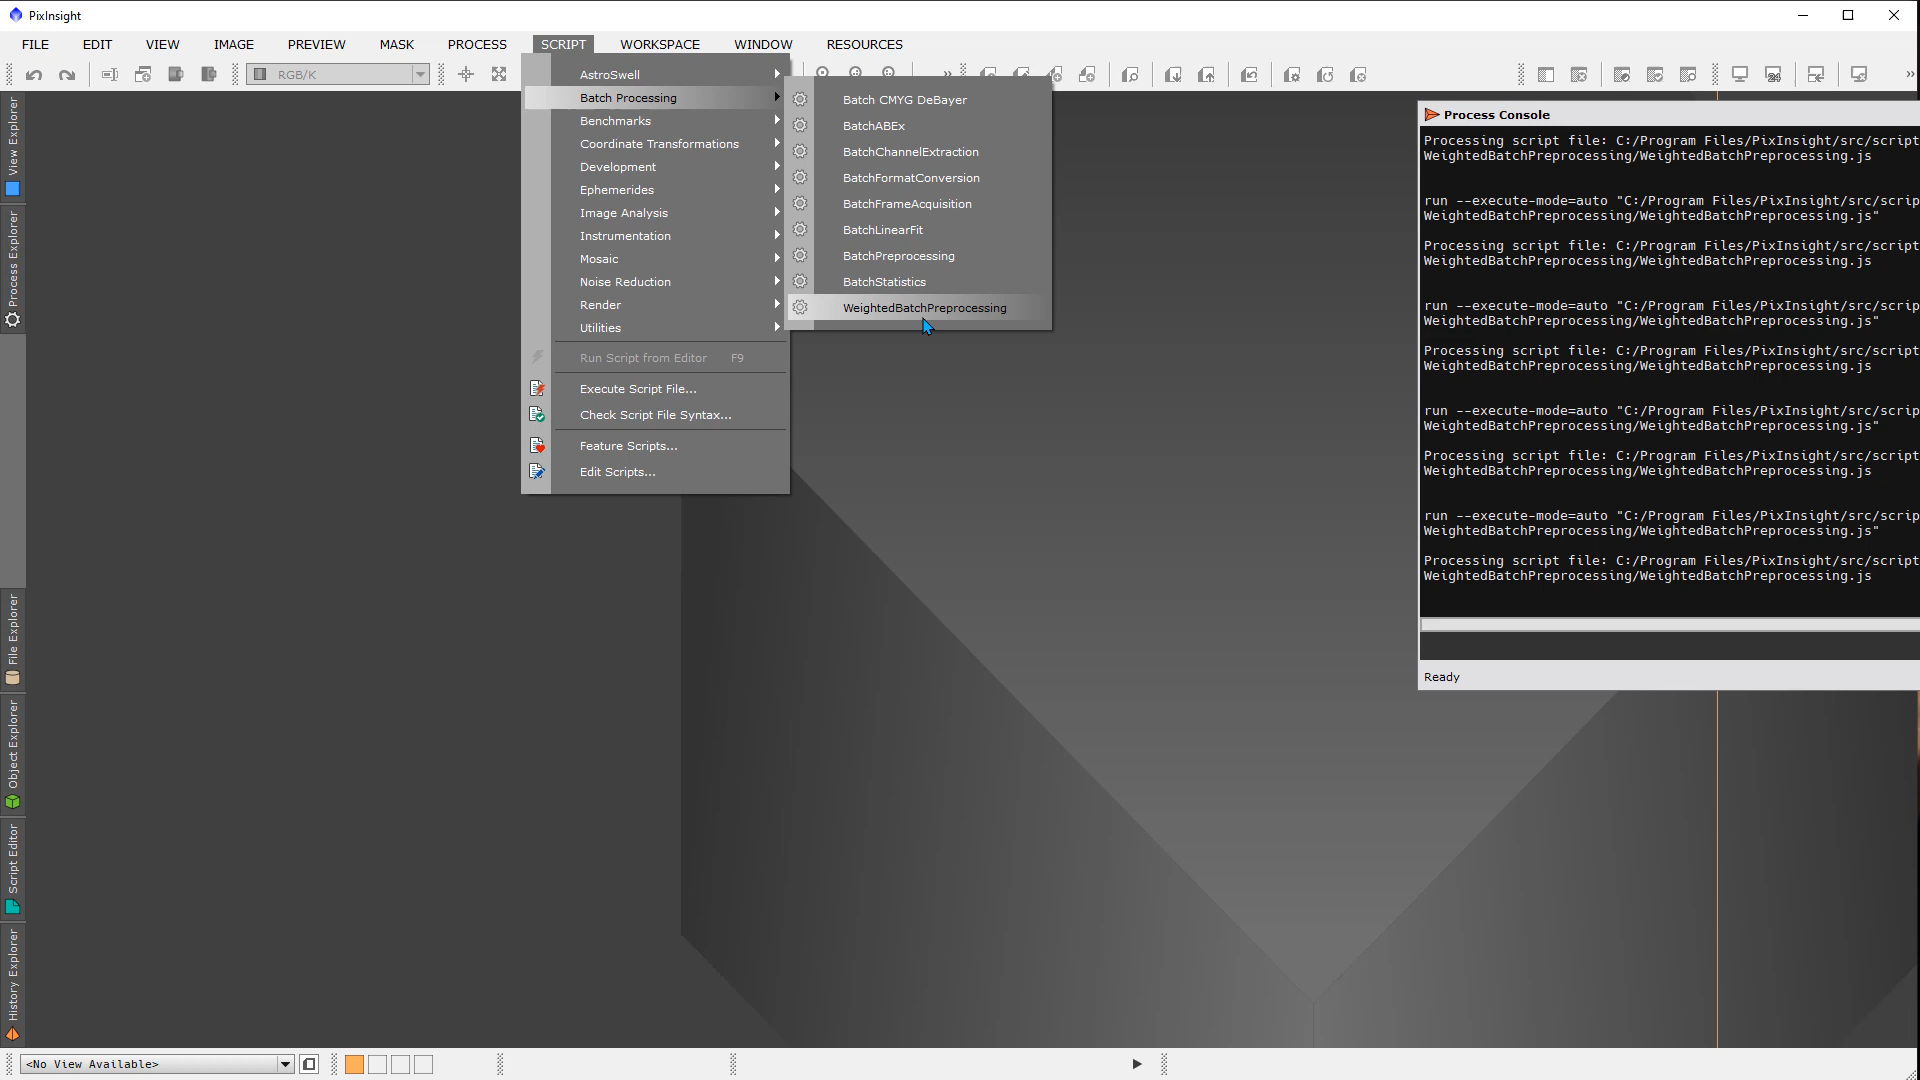 PixInsight
FILE EDIT VIEW IMAGE PREVIEW MASK PROCESS SCRIPT WORKSPACE WINDOW RESOURCES
RGB/K
AstroSwell
Batch Processing
Benchmarks
Coordinate Transformations
Development
Ephemerides
Image Analysis
Instrumentation
Mosaic
Noise Reduction
Render
Utilities
Run Script from Editor F9
Execute Script File...
Check Script File Syntax...
Feature Scripts...
Edit Scripts...
Batch CMYG DeBayer
BatchABEx
BatchChannelExtraction
BatchFormatConversion
BatchFrameAcquisition
BatchLinearFit
BatchPreprocessing
BatchStatistics
WeightedBatchPreprocessing
View Explorer
Process Explorer
File Explorer
Object Explorer
Script Editor
History Explorer
Process Console
Processing script file: C:/Program Files/PixInsight/src/script
WeightedBatchPreprocessing/WeightedBatchPreprocessing.js
run --execute-mode=auto "C:/Program Files/PixInsight/src/scrip
WeightedBatchPreprocessing/WeightedBatchPreprocessing.js"
Processing script file: C:/Program Files/PixInsight/src/script
WeightedBatchPreprocessing/WeightedBatchPreprocessing.js
run --execute-mode=auto "C:/Program Files/PixInsight/src/scrip
WeightedBatchPreprocessing/WeightedBatchPreprocessing.js"
Processing script file: C:/Program Files/PixInsight/src/script
WeightedBatchPreprocessing/WeightedBatchPreprocessing.js
run --execute-mode=auto "C:/Program Files/PixInsight/src/scrip
WeightedBatchPreprocessing/WeightedBatchPreprocessing.js"
Processing script file: C:/Program Files/PixInsight/src/script
WeightedBatchPreprocessing/WeightedBatchPreprocessing.js
run --execute-mode=auto "C:/Program Files/PixInsight/src/scrip
WeightedBatchPreprocessing/WeightedBatchPreprocessing.js"
Processing script file: C:/Program Files/PixInsight/src/script
WeightedBatchPreprocessing/WeightedBatchPreprocessing.js
Ready
<No View Available>